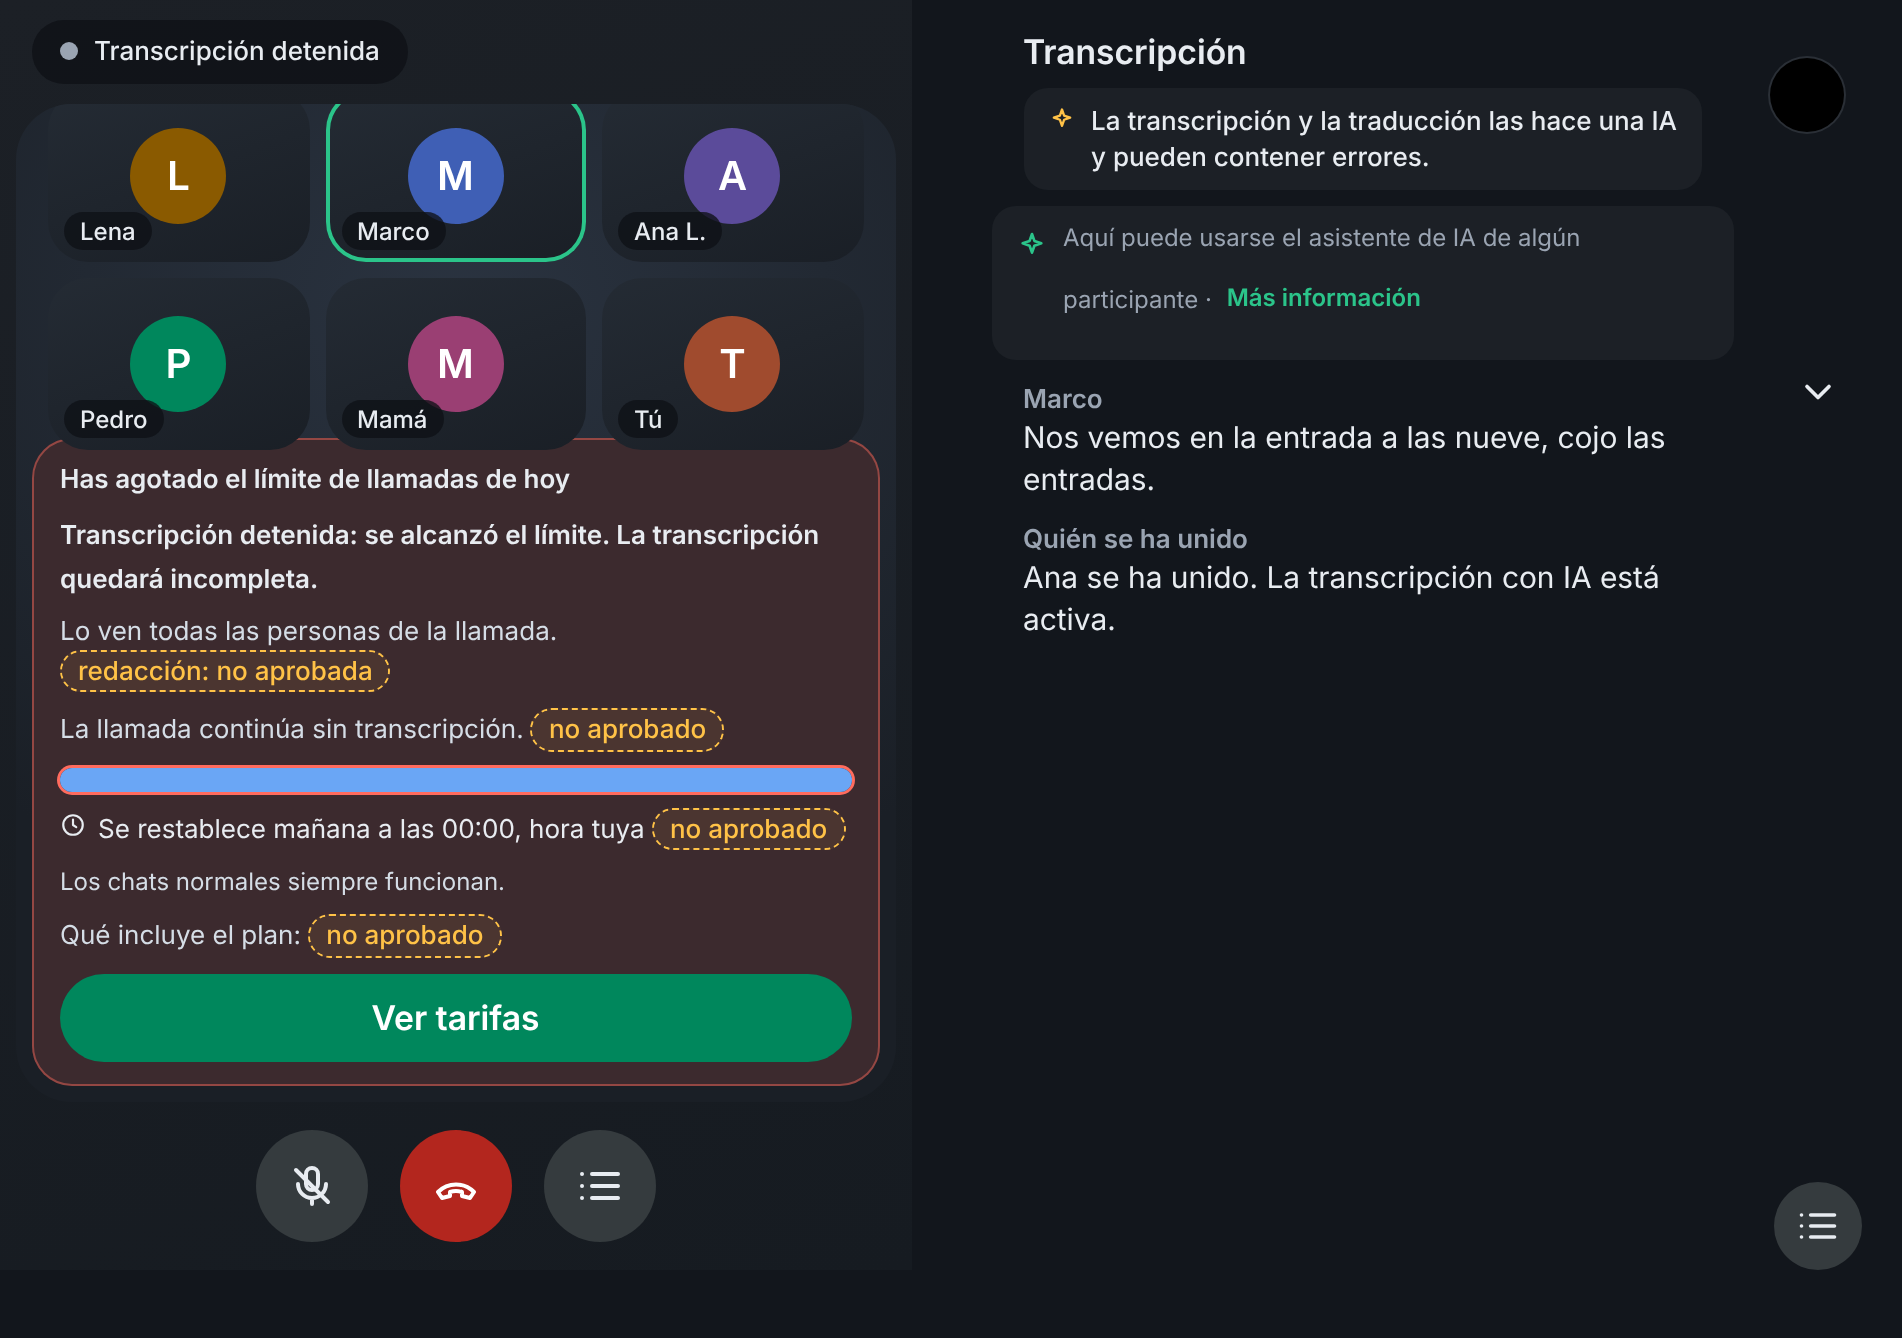 Transcripción detenida
L
Lena
M
Marco
A
Ana L.
P
Pedro
M
Mamá
T
Tú
Has agotado el límite de llamadas de hoy
Transcripción detenida: se alcanzó el límite. La transcripción
quedará incompleta.
Lo ven todas las personas de la llamada.
redacción: no aprobada
La llamada continúa sin transcripción. no aprobado
Se restablece mañana a las 00:00, hora tuya no aprobado
Los chats normales siempre funcionan.
Qué incluye el plan: no aprobado
Ver tarifas
Transcripción
La transcripción y la traducción las hace una IA
y pueden contener errores.
Aquí puede usarse el asistente de IA de algún
participante · Más información
Marco
Nos vemos en la entrada a las nueve, cojo las
entradas.
Quién se ha unido
Ana se ha unido. La transcripción con IA está
activa.